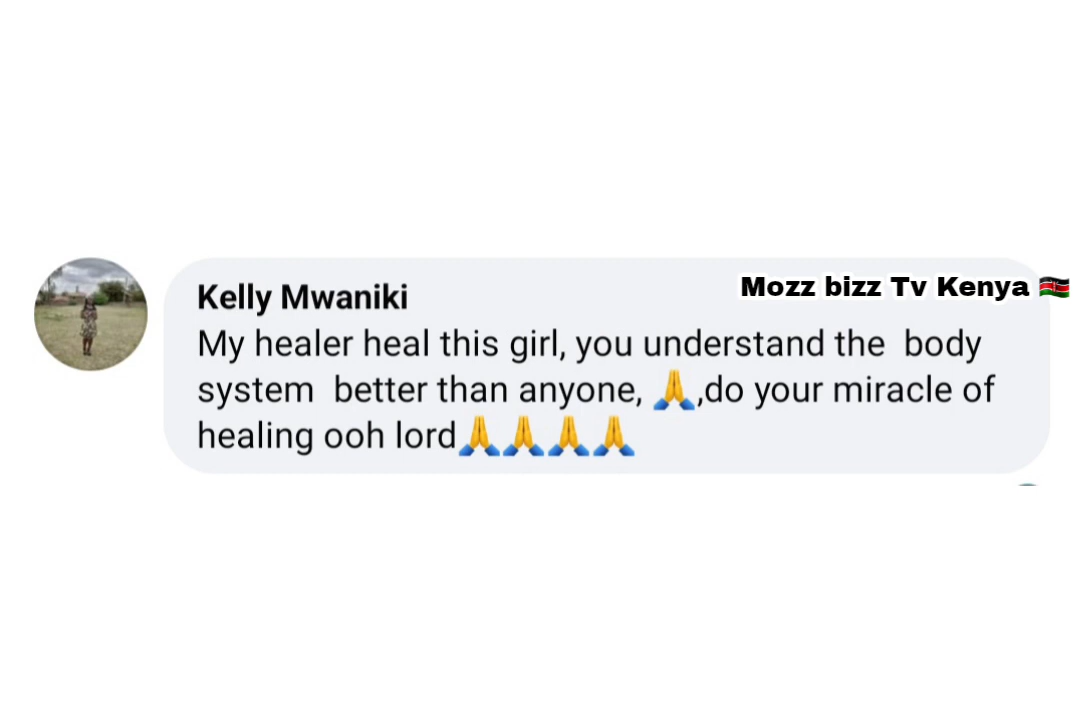 Kelly Mwaniki
Mozz bizz Tv Kenya 🇰🇪
My healer heal this girl, you understand the  body
system  better than anyone, 🙏,do your miracle of
healing ooh lord🙏🙏🙏🙏